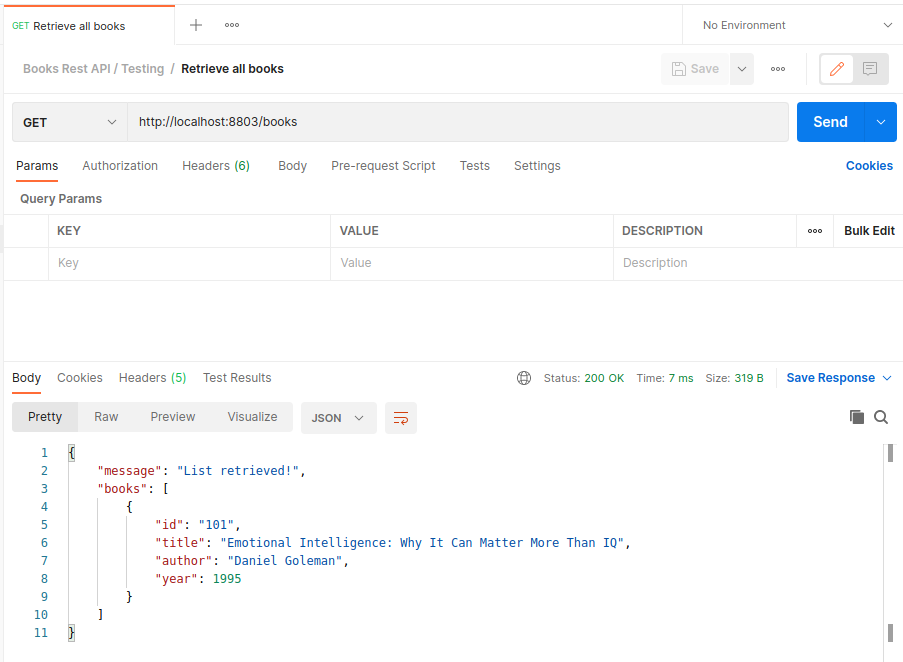 GET Retrieve all books
No Environment
Books Rest API / Testing / Retrieve all books
Save
GET
http://localhost:8803/books
Send
Params Authorization Headers (6) Body Pre-request Script Tests Settings Cookies
Query Params
KEY VALUE DESCRIPTION Bulk Edit
Key Value Description
Body Cookies Headers (5) Test Results Status: 200 OK Time: 7 ms Size: 319 B Save Response
Pretty Raw Preview Visualize JSON
1 {
2 "message": "List retrieved!",
3 "books": [
4 {
5 "id": "101",
6 "title": "Emotional Intelligence: Why It Can Matter More Than IQ",
7 "author": "Daniel Goleman",
8 "year": 1995
9 }
10 ]
11 }